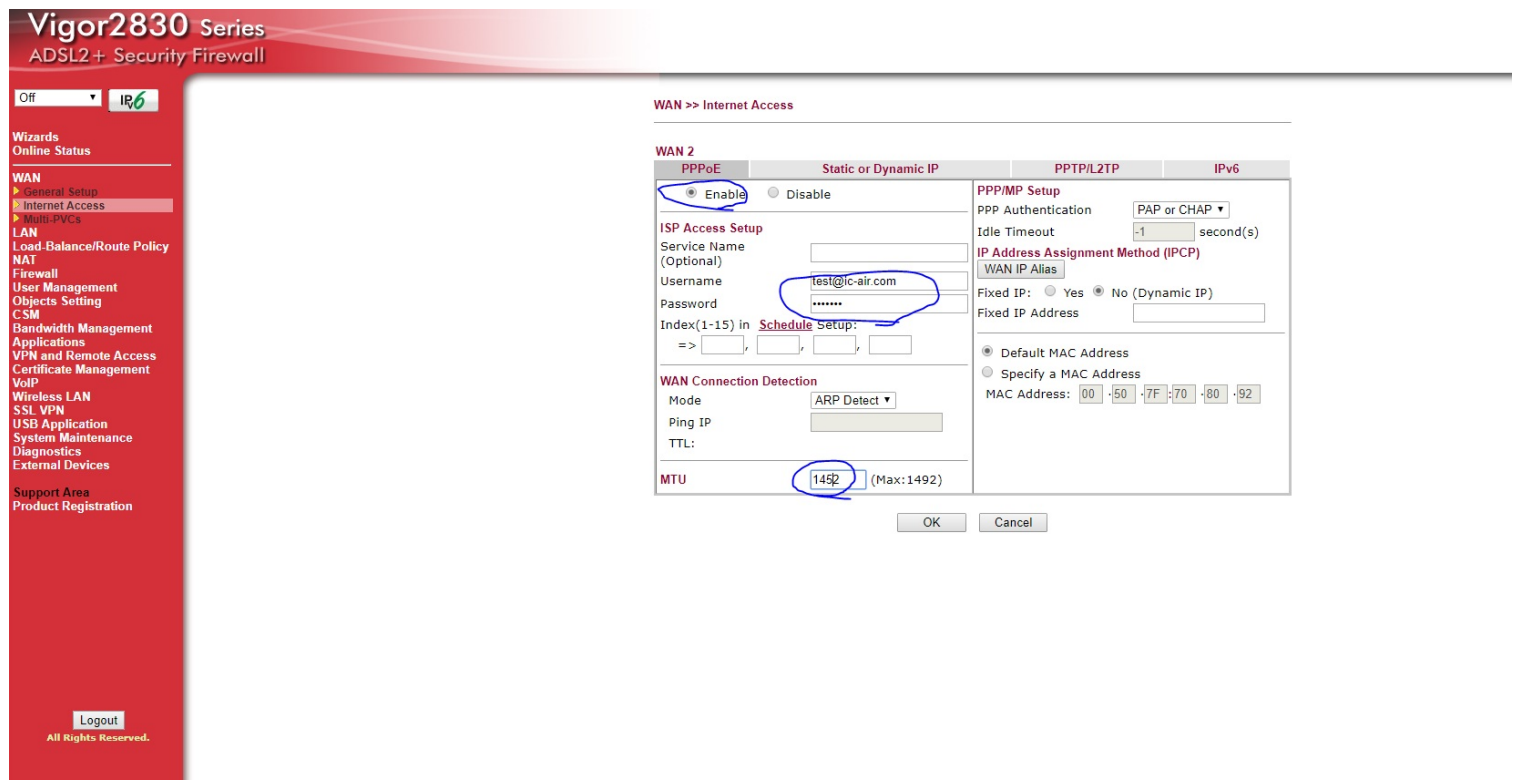 Vigor2830 Series
ADSL2+ Security Firewall
Off
IPv6
Wizards
Online Status
WAN
General Setup
Internet Access
Multi-PVCs
LAN
Load-Balance/Route Policy
NAT
Firewall
User Management
Objects Setting
CSM
Bandwidth Management
Applications
VPN and Remote Access
Certificate Management
VoIP
Wireless LAN
SSL VPN
USB Application
System Maintenance
Diagnostics
External Devices
Support Area
Product Registration
Logout
All Rights Reserved.
WAN >> Internet Access
WAN 2
PPPoE Static or Dynamic IP PPTP/L2TP IPv6
Enable Disable
ISP Access Setup
Service Name
(Optional)
Username test@ic-air.com
Password •••••••
Index(1-15) in Schedule Setup:
=> , , ,
WAN Connection Detection
Mode ARP Detect
Ping IP
TTL:
MTU 1452 (Max:1492)
PPP/MP Setup
PPP Authentication PAP or CHAP
Idle Timeout -1 second(s)
IP Address Assignment Method (IPCP)
WAN IP Alias
Fixed IP: Yes No (Dynamic IP)
Fixed IP Address
Default MAC Address
Specify a MAC Address
MAC Address: 00 .50 .7F :70 .80 .92
OK Cancel